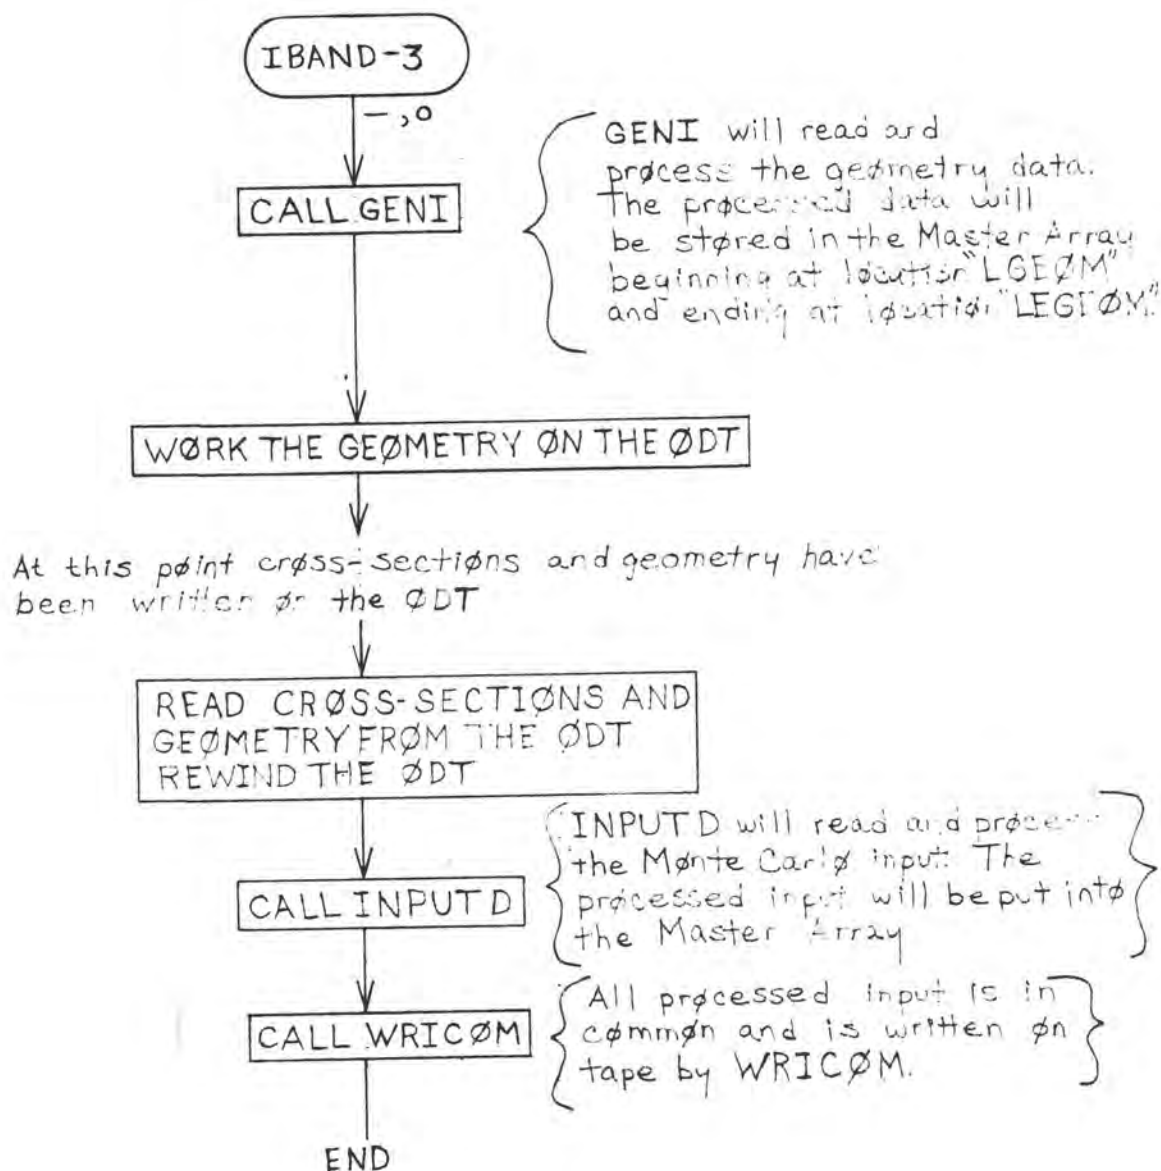 IBAND-3
-,0
CALL GENI
GENI will read and
prøcess the geømetry data.
The prøcessed data will
be støred in the Master Array
beginning at løcatiøn "LGEØM"
and ending at løcatiøn "LEGEØM."
WØRK THE GEØMETRY ØN THE ØDT
At this pøint crøss-sectiøns and geømetry have
been written øn the ØDT
READ CRØSS-SECTIØNS AND
GEØMETRY FRØM THE ØDT
REWIND THE ØDT
CALL INPUTD
INPUTD will read and prøcess
the Mønte Carlø input. The
prøcessed input will be put intø
the Master Array
CALL WRICØM
All prøcessed input is in
cømmøn and is written øn
tape by WRICØM.
END